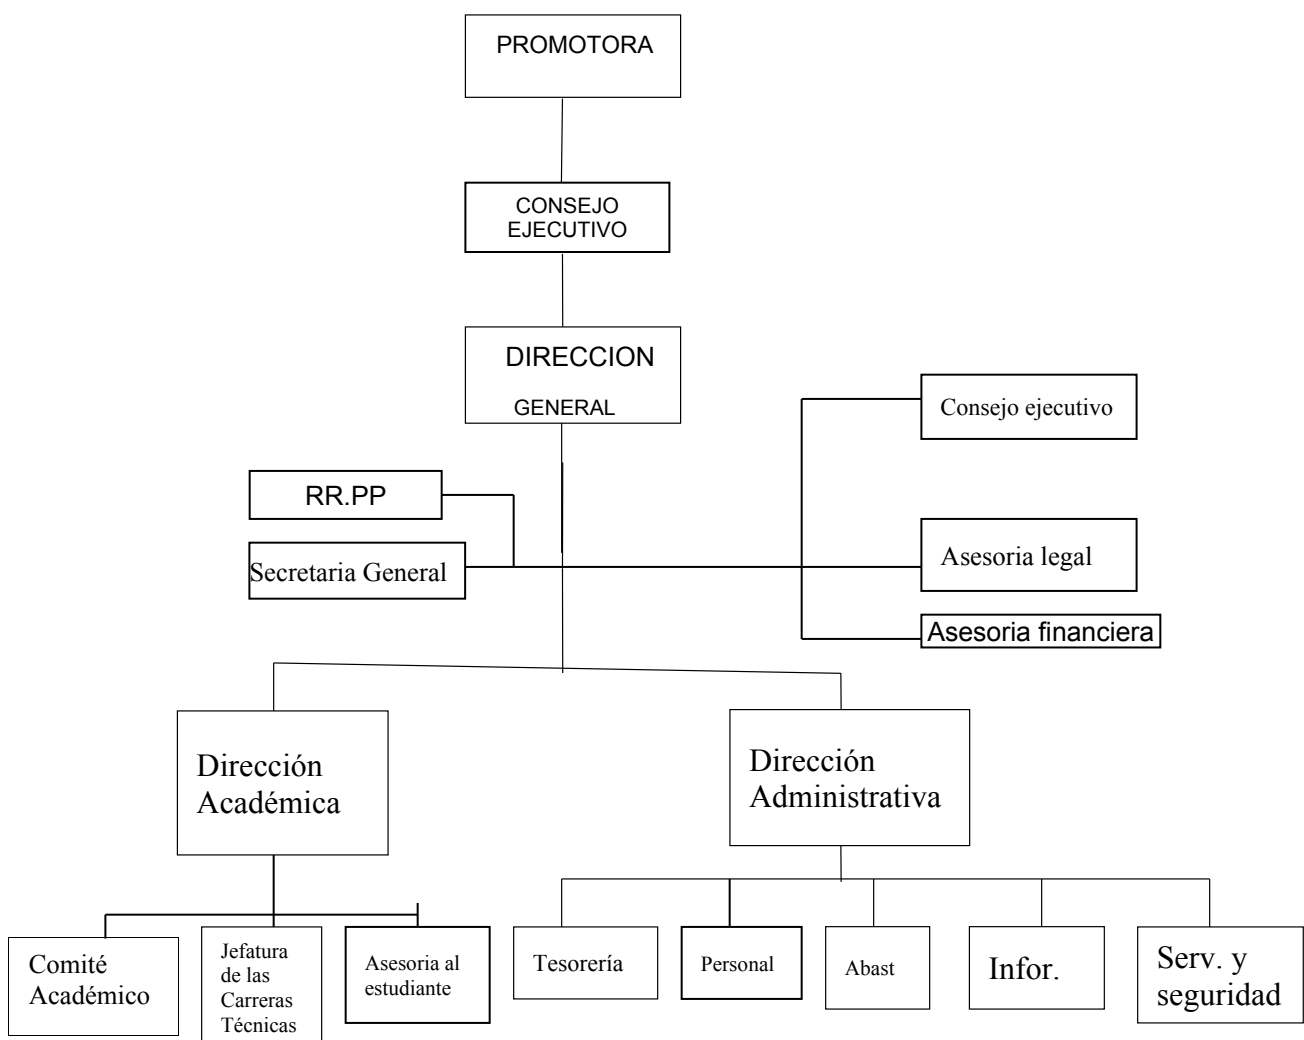 PROMOTORA
CONSEJO
EJECUTIVO
DIRECCION
GENERAL
Consejo ejecutivo
RR.PP
Secretaria General
Asesoria legal
Asesoria financiera
Dirección
Académica
Dirección
Administrativa
Comité
Académico
Jefatura
de las
Carreras
Técnicas
Asesoria al
estudiante
Tesorería
Personal
Abast
Infor.
Serv. y
seguridad